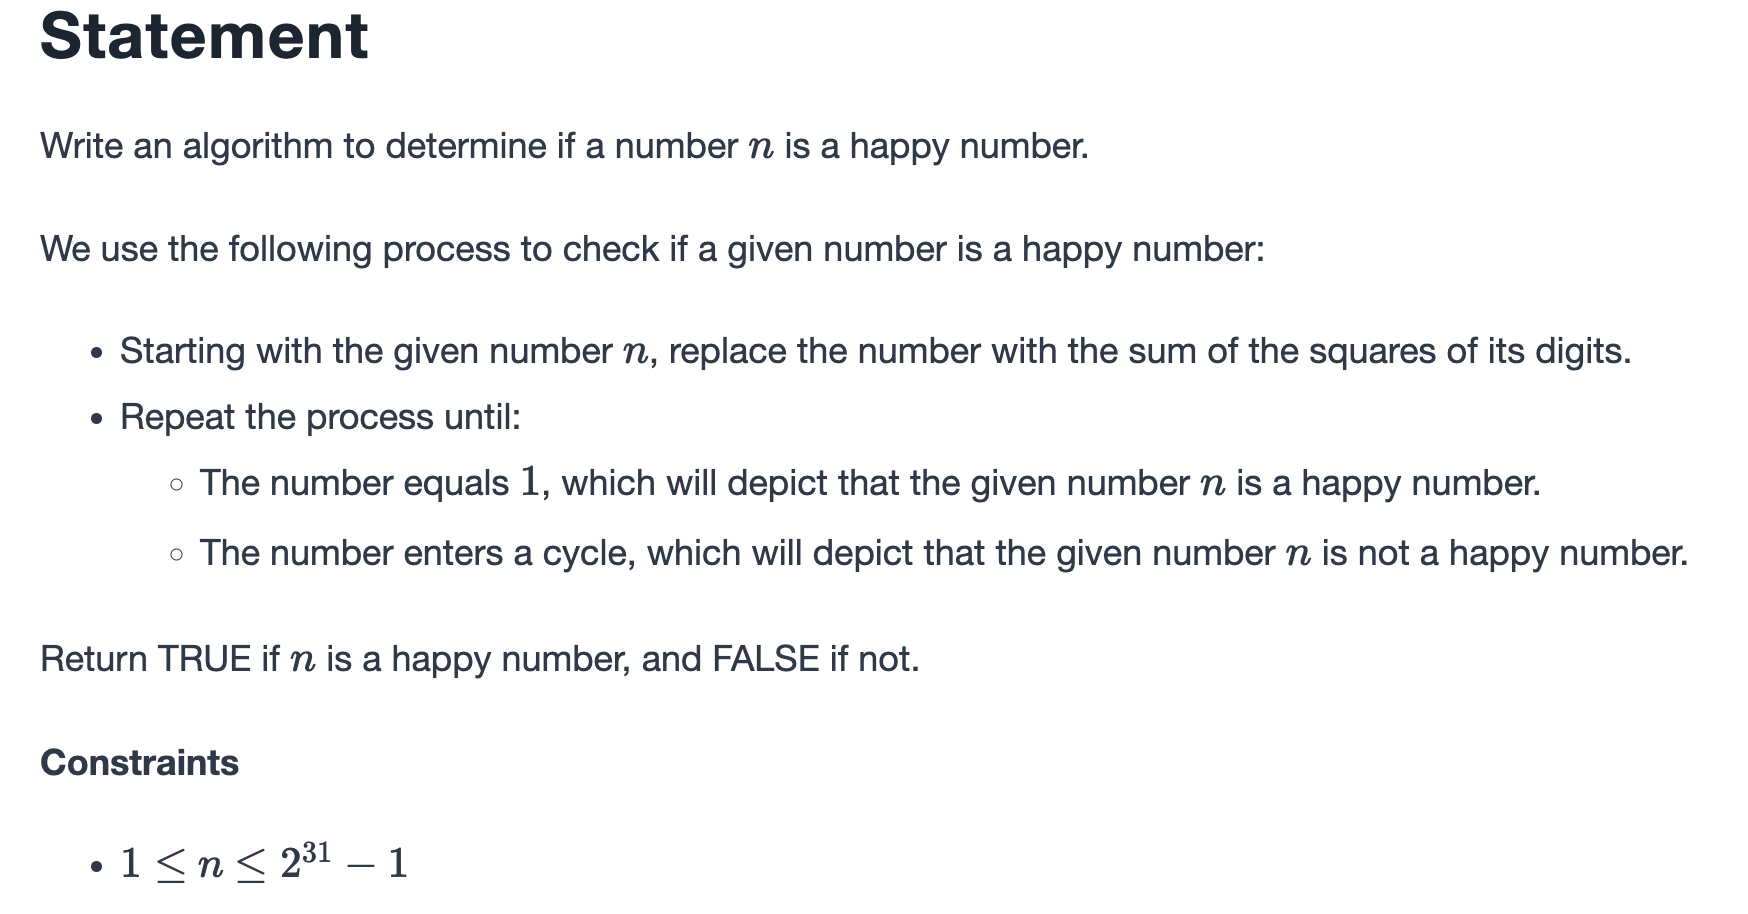 Statement
Write an algorithm to determine if a number n is a happy number.
We use the following process to check if a given number is a happy number:
• Starting with the given number n, replace the number with the sum of the squares of its digits.
• Repeat the process until:
◦ The number equals 1, which will depict that the given number n is a happy number.
◦ The number enters a cycle, which will depict that the given number n is not a happy number.
Return TRUE if n is a happy number, and FALSE if not.
Constraints
• 1 ≤ n ≤ 2³¹ − 1